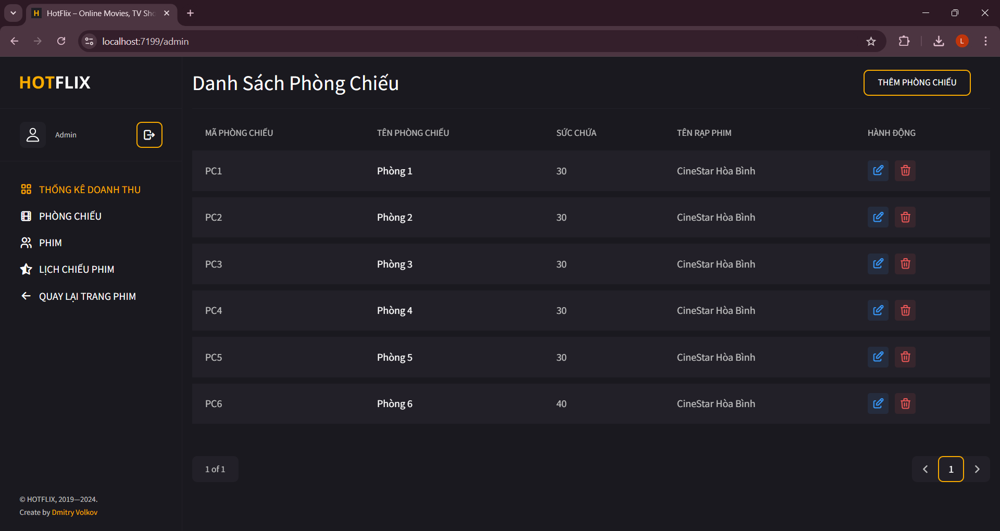 HotFlix – Online Movies, TV Sho
localhost:7199/admin
L
HOTFLIX
Admin
THỐNG KÊ DOANH THU
PHÒNG CHIẾU
PHIM
LỊCH CHIẾU PHIM
QUAY LẠI TRANG PHIM
© HOTFLIX, 2019—2024.
Create by Dmitry Volkov
Danh Sách Phòng Chiếu
THÊM PHÒNG CHIẾU
MÃ PHÒNG CHIẾU TÊN PHÒNG CHIẾU SỨC CHỨA TÊN RẠP PHIM HÀNH ĐỘNG
PC1 Phòng 1 30 CineStar Hòa Bình
PC2 Phòng 2 30 CineStar Hòa Bình
PC3 Phòng 3 30 CineStar Hòa Bình
PC4 Phòng 4 30 CineStar Hòa Bình
PC5 Phòng 5 30 CineStar Hòa Bình
PC6 Phòng 6 40 CineStar Hòa Bình
1 of 1
1